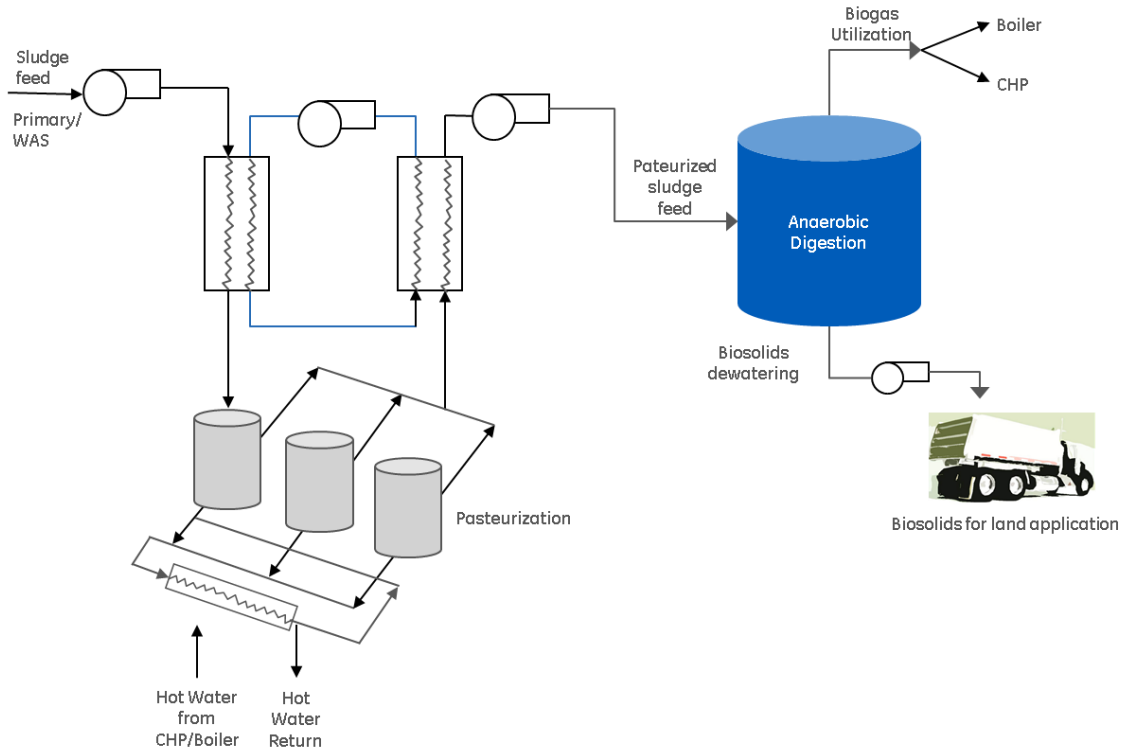 Sludge
feed
Primary/
WAS
Biogas
Utilization
Boiler
CHP
Pateurized
sludge
feed
Anaerobic
Digestion
Biosolids
dewatering
Pasteurization
Biosolids for land application
Hot Water
from
CHP/Boiler
Hot
Water
Return